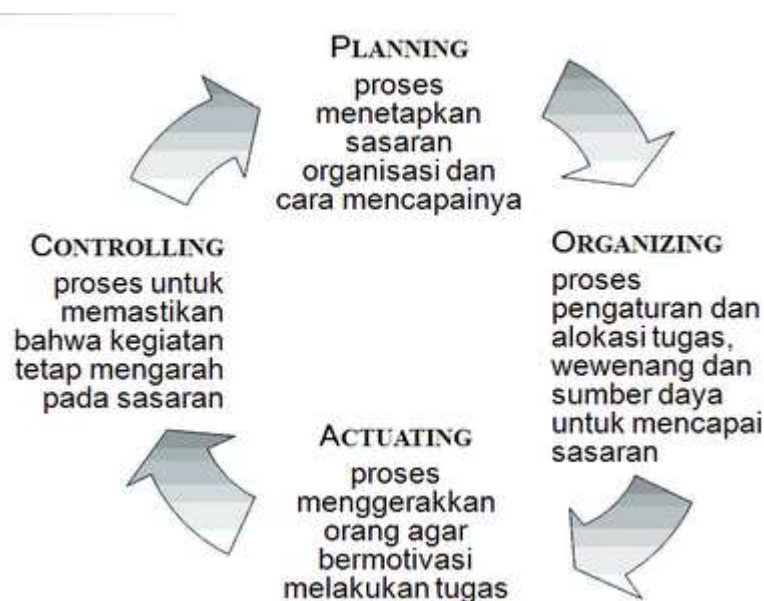 PLANNING
proses
menetapkan
sasaran
organisasi dan
cara mencapainya
ORGANIZING
proses
pengaturan dan
alokasi tugas,
wewenang dan
sumber daya
untuk mencapai
sasaran
ACTUATING
proses
menggerakkan
orang agar
bermotivasi
melakukan tugas
CONTROLLING
proses untuk
memastikan
bahwa kegiatan
tetap mengarah
pada sasaran